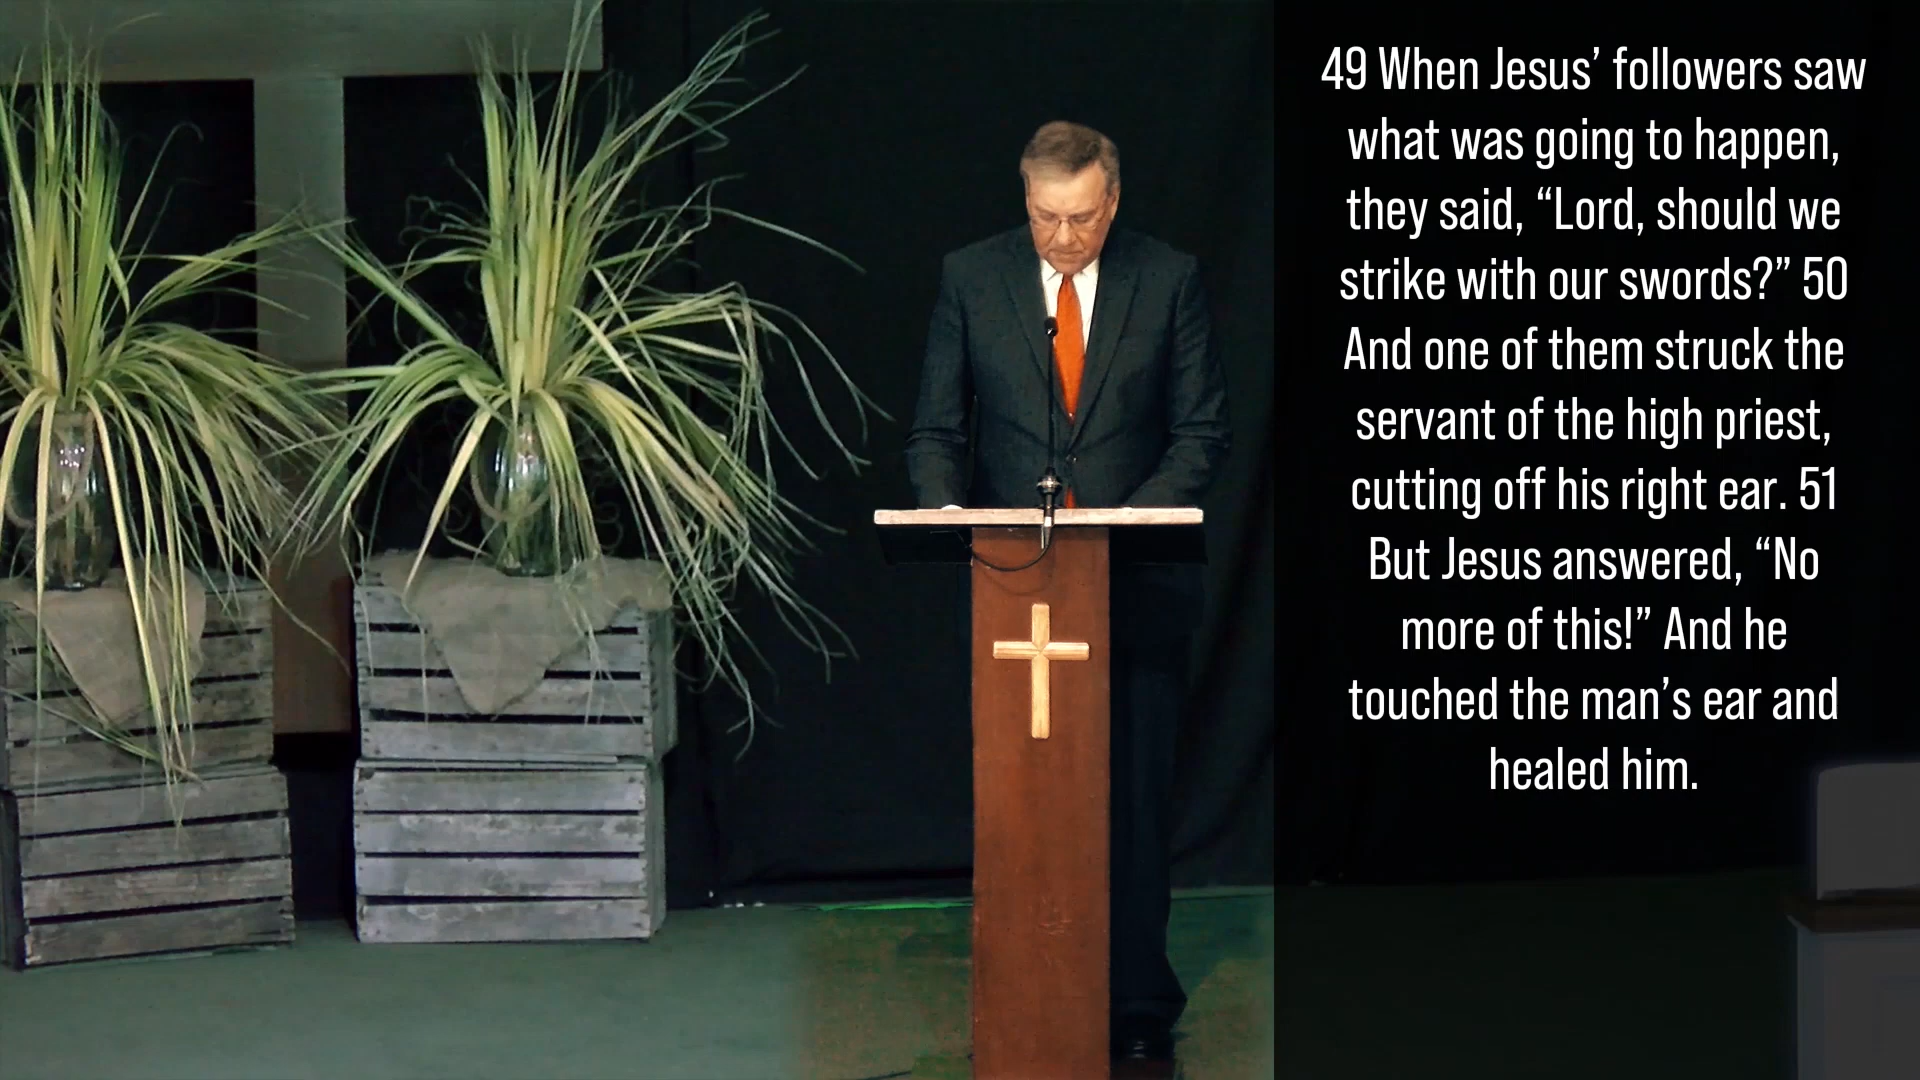 49 When Jesus’ followers saw
what was going to happen,
they said, “Lord, should we
strike with our swords?” 50
And one of them struck the
servant of the high priest,
cutting off his right ear. 51
But Jesus answered, “No
more of this!” And he
touched the man’s ear and
healed him.